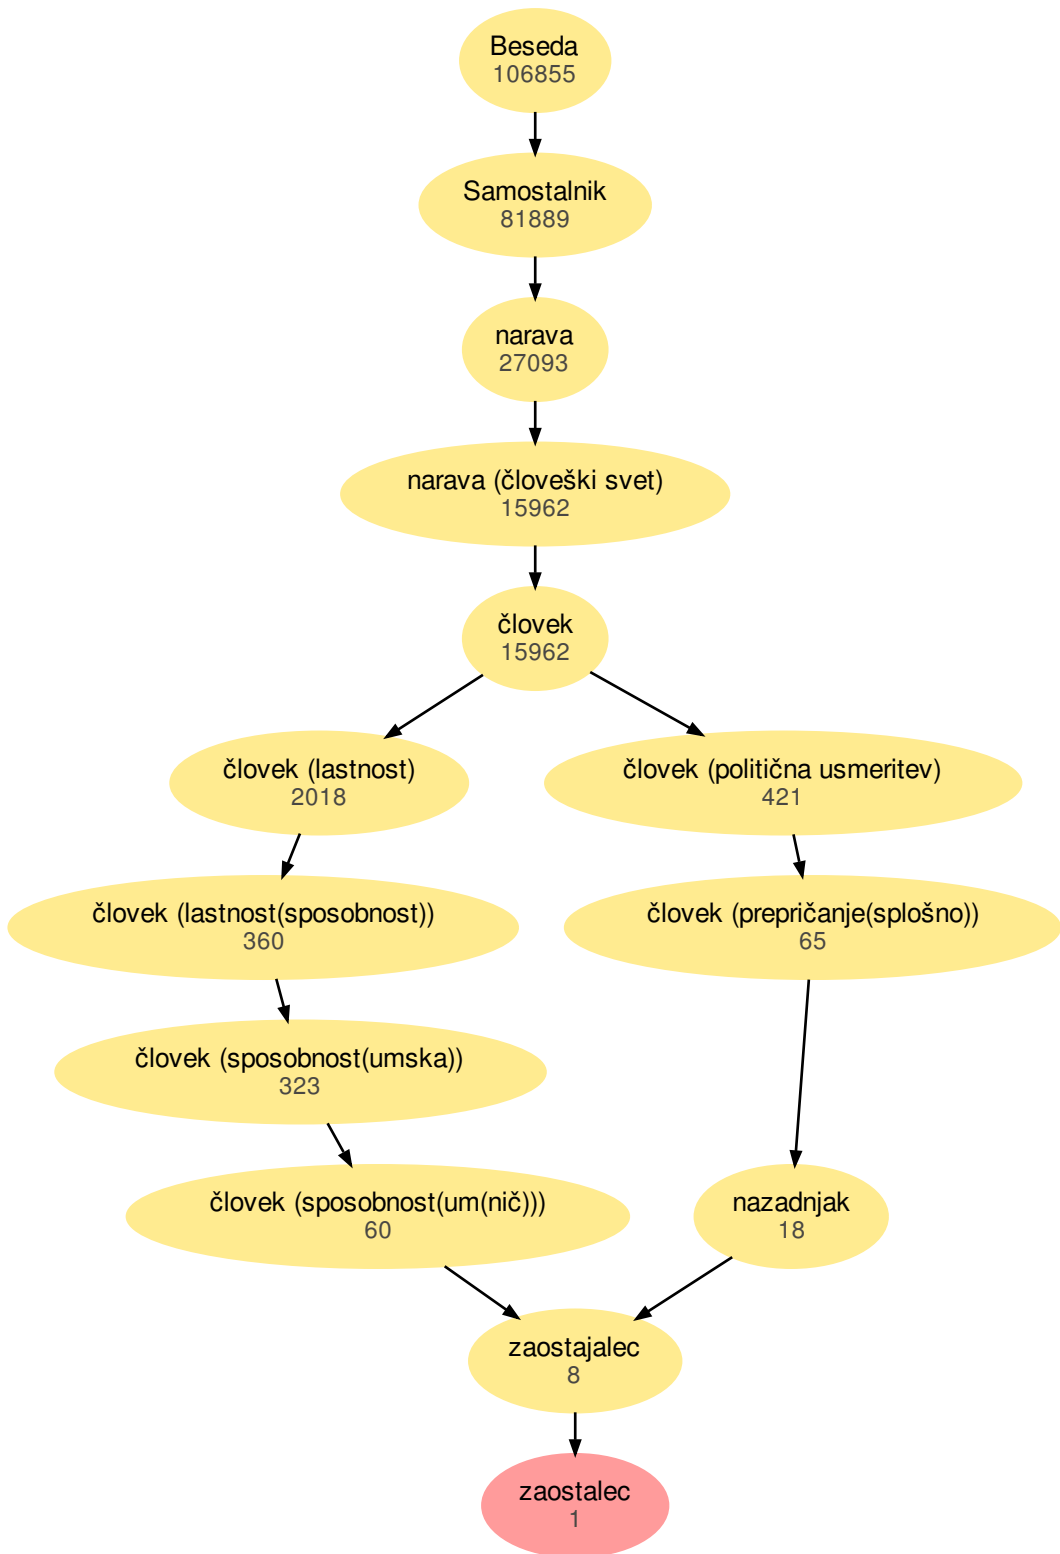 Beseda
106855
Samostalnik
81889
narava
27093
narava (človeški svet)
15962
človek
15962
človek (lastnost)
2018
človek (politična usmeritev)
421
človek (lastnost(sposobnost))
360
človek (prepričanje(splošno))
65
človek (sposobnost(umska))
323
človek (sposobnost(um(nič)))
60
nazadnjak
18
zaostajalec
8
zaostalec
1